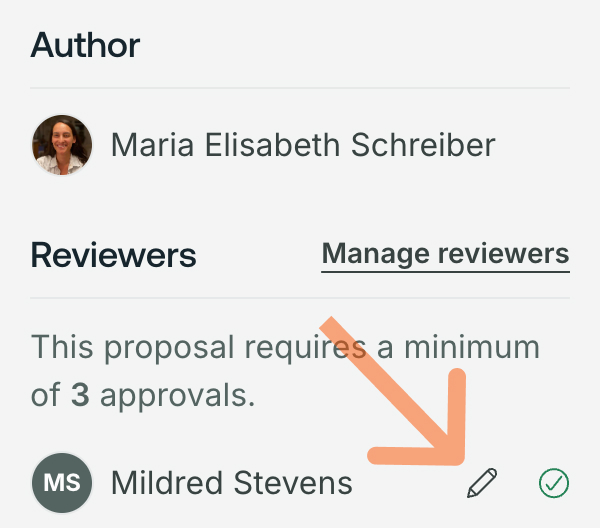 Author
Maria Elisabeth Schreiber
Reviewers Manage reviewers
This proposal requires a minimum
of 3 approvals.
MS Mildred Stevens